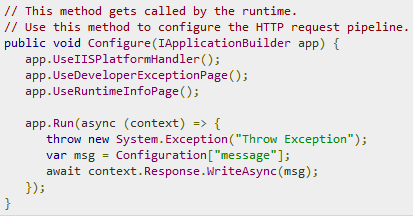 // This method gets called by the runtime.
// Use this method to configure the HTTP request pipeline.
public void Configure(IApplicationBuilder app) {
   app.UseIISPlatformHandler();
   app.UseDeveloperExceptionPage();
   app.UseRuntimeInfoPage();

   app.Run(async (context) => {
      throw new System.Exception("Throw Exception");
      var msg = Configuration["message"];
      await context.Response.WriteAsync(msg);
   });
}